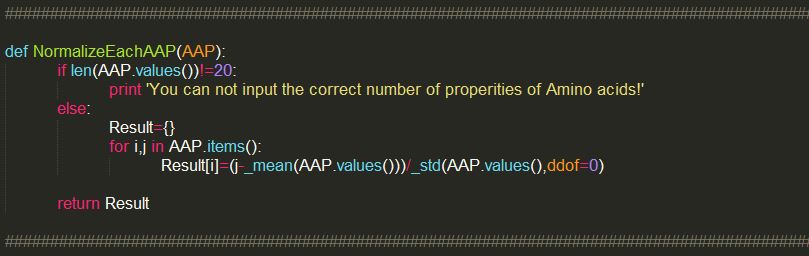 ####################################################################################################
def NormalizeEachAAP(AAP):
if len(AAP.values())!=20:
print 'You can not input the correct number of properities of Amino acids!'
else:
Result={}
for i,j in AAP.items():
Result[i]=(j-_mean(AAP.values()))/_std(AAP.values(),ddof=0)
return Result
####################################################################################################